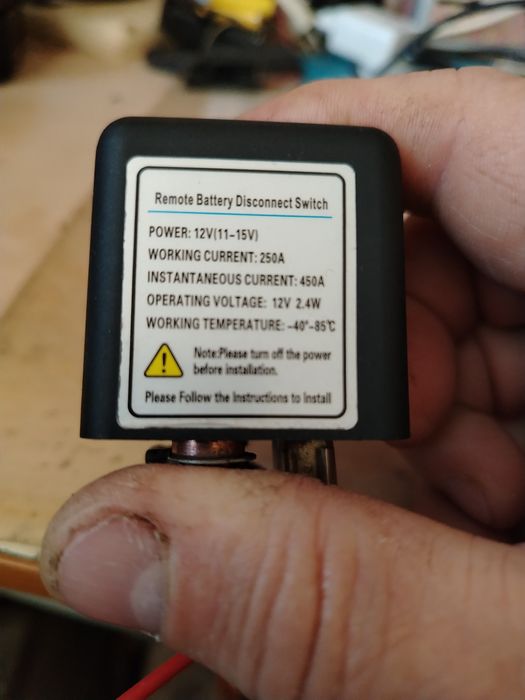 Remote Battery Disconnect Switch
POWER: 12V(11-15V)
WORKING CURRENT: 250A
INSTANTANEOUS CURRENT: 450A
OPERATING VOLTAGE: 12V 2.4W
WORKING TEMPERATURE: -40°-85℃
Note:Please turn off the power
before installation.
Please Follow the Instructions to Install